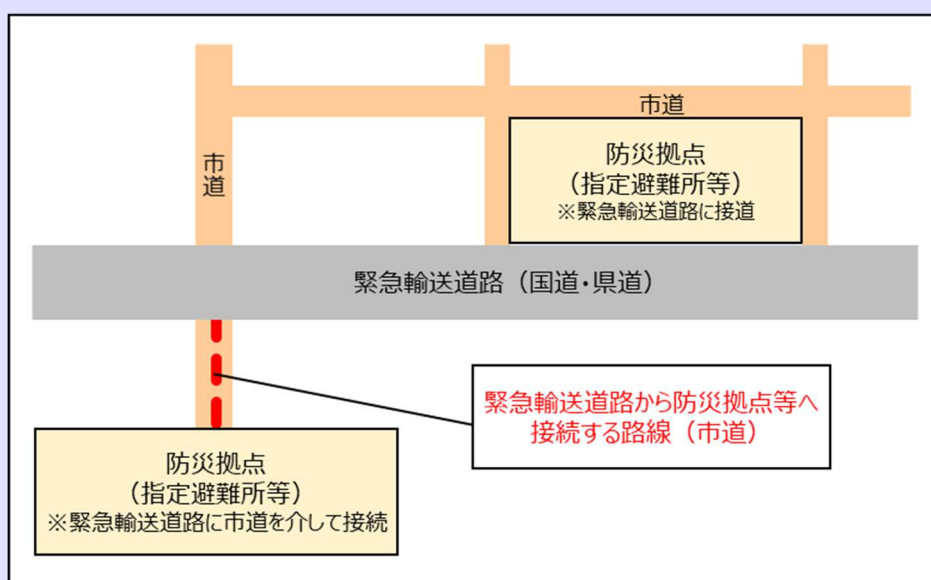 市道
防災拠点
（指定避難所等）
※緊急輸送道路に接道
市道
緊急輸送道路（国道・県道）
緊急輸送道路から防災拠点等へ
接続する路線（市道）
防災拠点
（指定避難所等）
※緊急輸送道路に市道を介して接続